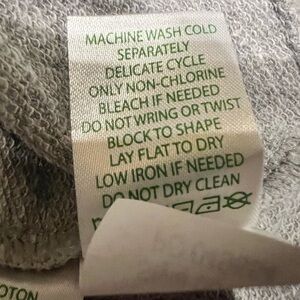 MACHINE WASH COLD
SEPARATELY
DELICATE CYCLE
ONLY NON-CHLORINE
BLEACH IF NEEDED
DO NOT WRING OR TWIST
BLOCK TO SHAPE
LAY FLAT TO DRY
LOW IRON IF NEEDED
DO NOT DRY CLEAN
OTON